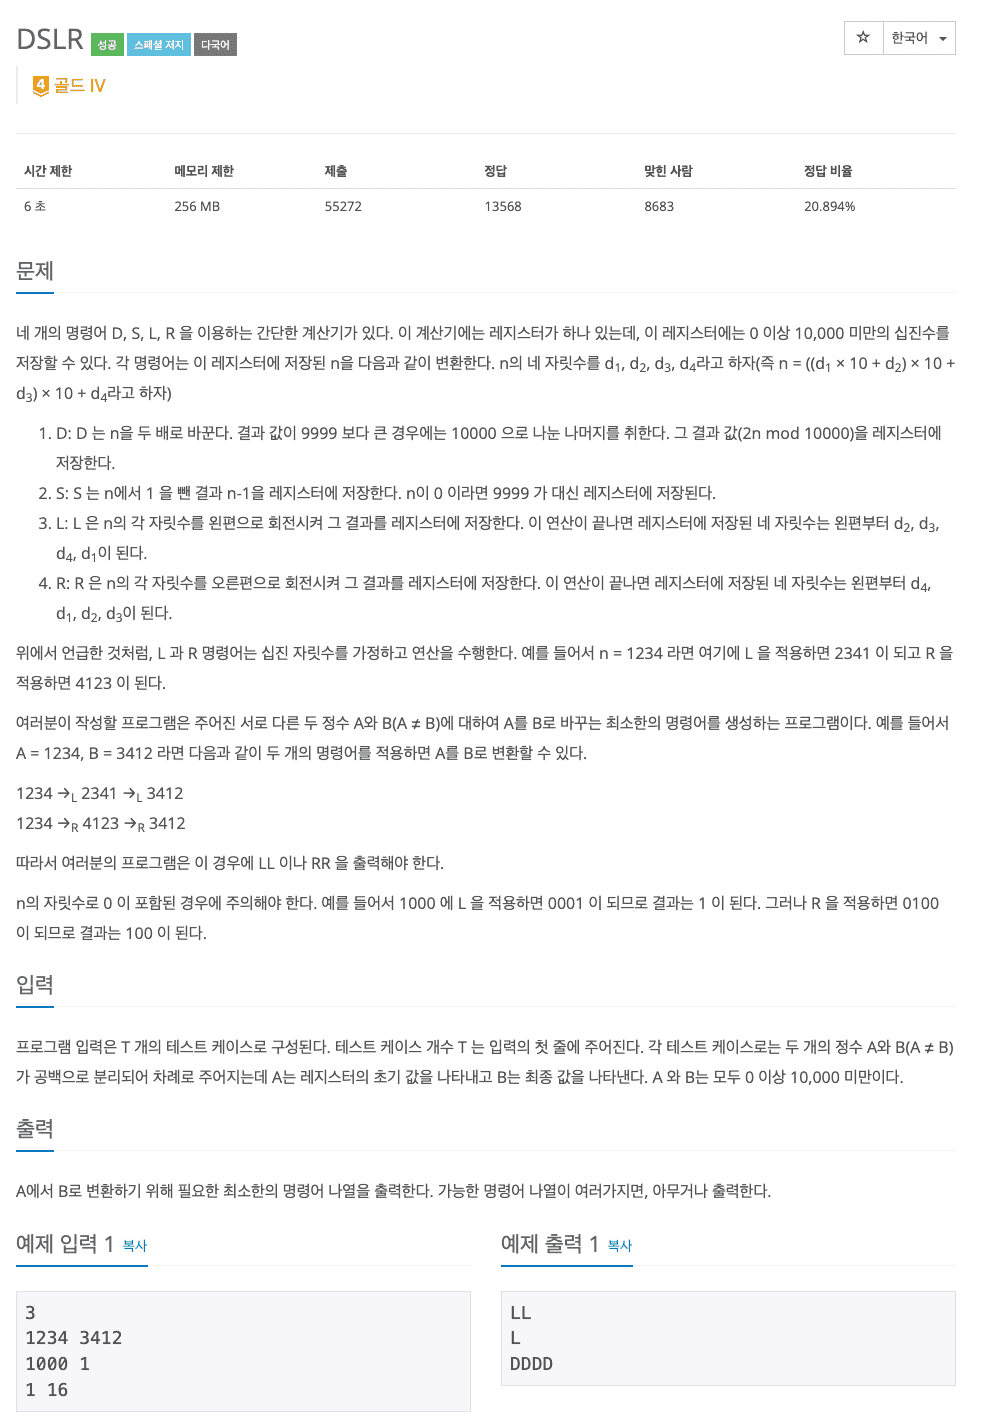 DSLR 성공 스페셜 저지 다국어
☆ 한국어
4 골드 IV
시간 제한 메모리 제한 제출 정답 맞힌 사람 정답 비율
6 초 256 MB 55272 13568 8683 20.894%
문제
네 개의 명령어 D, S, L, R 을 이용하는 간단한 계산기가 있다. 이 계산기에는 레지스터가 하나 있는데, 이 레지스터에는 0 이상 10,000 미만의 십진수를
저장할 수 있다. 각 명령어는 이 레지스터에 저장된 n을 다음과 같이 변환한다. n의 네 자릿수를 d1, d2, d3, d4라고 하자(즉 n = ((d1 × 10 + d2) × 10 +
d3) × 10 + d4라고 하자)
1. D: D 는 n을 두 배로 바꾼다. 결과 값이 9999 보다 큰 경우에는 10000 으로 나눈 나머지를 취한다. 그 결과 값(2n mod 10000)을 레지스터에
저장한다.
2. S: S 는 n에서 1 을 뺀 결과 n-1을 레지스터에 저장한다. n이 0 이라면 9999 가 대신 레지스터에 저장된다.
3. L: L 은 n의 각 자릿수를 왼편으로 회전시켜 그 결과를 레지스터에 저장한다. 이 연산이 끝나면 레지스터에 저장된 네 자릿수는 왼편부터 d2, d3,
d4, d1이 된다.
4. R: R 은 n의 각 자릿수를 오른편으로 회전시켜 그 결과를 레지스터에 저장한다. 이 연산이 끝나면 레지스터에 저장된 네 자릿수는 왼편부터 d4,
d1, d2, d3이 된다.
위에서 언급한 것처럼, L 과 R 명령어는 십진 자릿수를 가정하고 연산을 수행한다. 예를 들어서 n = 1234 라면 여기에 L 을 적용하면 2341 이 되고 R 을
적용하면 4123 이 된다.
여러분이 작성할 프로그램은 주어진 서로 다른 두 정수 A와 B(A ≠ B)에 대하여 A를 B로 바꾸는 최소한의 명령어를 생성하는 프로그램이다. 예를 들어서
A = 1234, B = 3412 라면 다음과 같이 두 개의 명령어를 적용하면 A를 B로 변환할 수 있다.
1234 →L 2341 →L 3412
1234 →R 4123 →R 3412
따라서 여러분의 프로그램은 이 경우에 LL 이나 RR 을 출력해야 한다.
n의 자릿수로 0 이 포함된 경우에 주의해야 한다. 예를 들어서 1000 에 L 을 적용하면 0001 이 되므로 결과는 1 이 된다. 그러나 R 을 적용하면 0100
이 되므로 결과는 100 이 된다.
입력
프로그램 입력은 T 개의 테스트 케이스로 구성된다. 테스트 케이스 개수 T 는 입력의 첫 줄에 주어진다. 각 테스트 케이스로는 두 개의 정수 A와 B(A ≠ B)
가 공백으로 분리되어 차례로 주어지는데 A는 레지스터의 초기 값을 나타내고 B는 최종 값을 나타낸다. A 와 B는 모두 0 이상 10,000 미만이다.
출력
A에서 B로 변환하기 위해 필요한 최소한의 명령어 나열을 출력한다. 가능한 명령어 나열이 여러가지면, 아무거나 출력한다.
예제 입력 1 복사
3
1234 3412
1000 1
1 16
예제 출력 1 복사
LL
L
DDDD